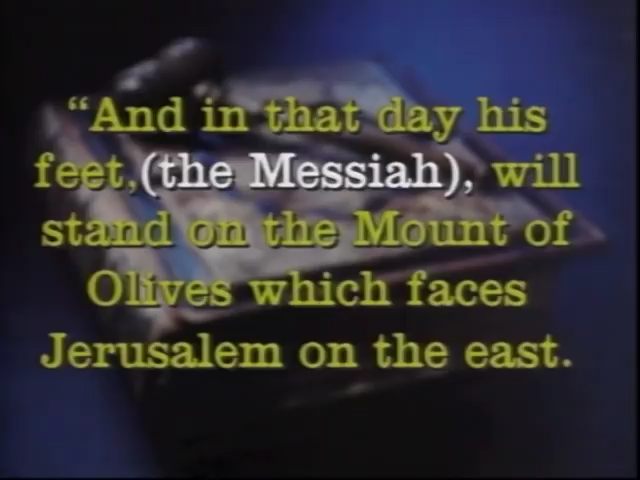 “And in that day his
feet,(the Messiah), will
stand on the Mount of
Olives which faces
Jerusalem on the east.